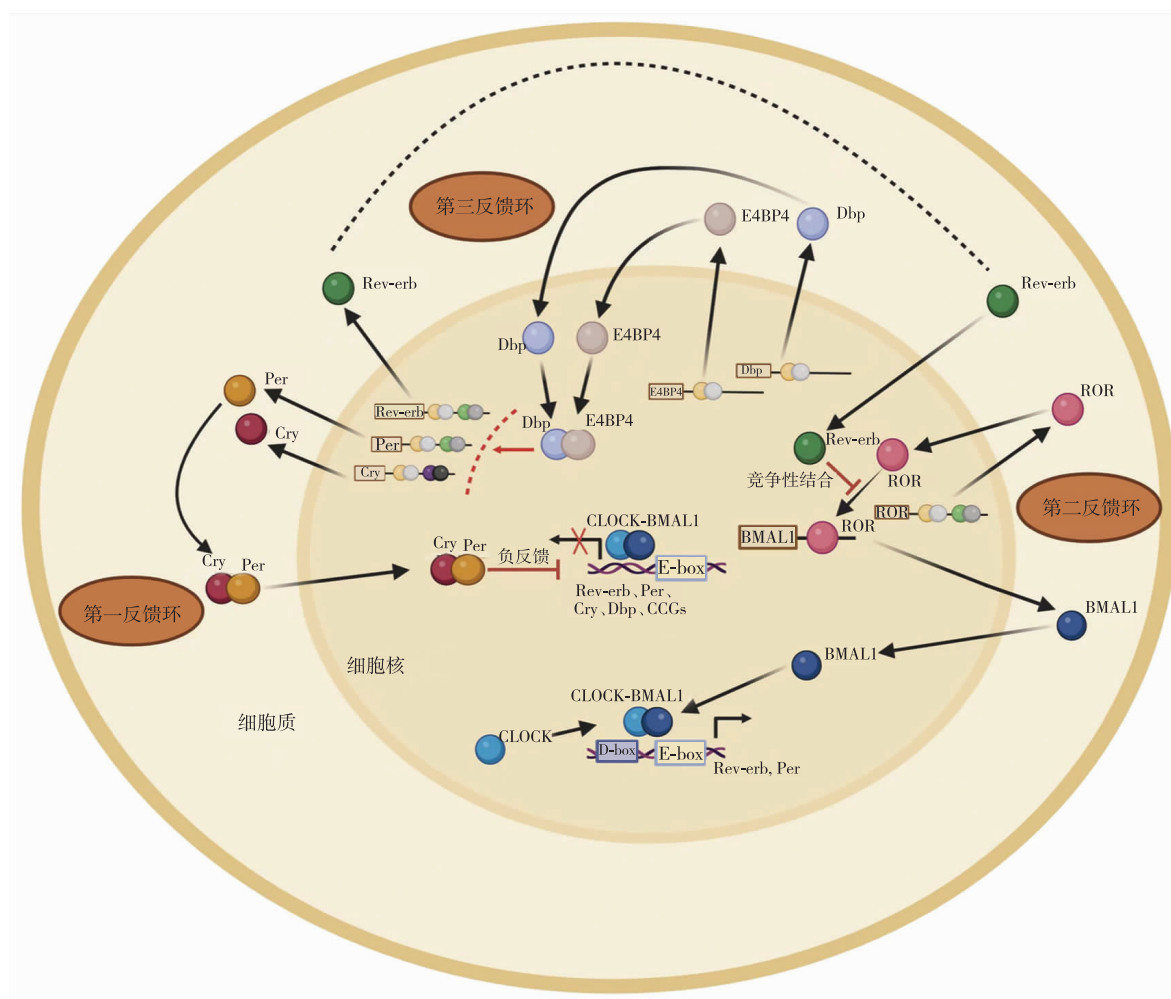 第三反馈环
E4BP4
Dbp
Rev-erb
Rev-erb
Dbp
E4BP4
Dbp
E4BP4
ROR
Per
Cry
Rev-erb
Per
Cry
Dbp
E4BP4
Rev-erb
竞争性结合
ROR
ROR
第二反馈环
BMAL1
ROR
CLOCK-BMAL1
Cry Per
负反馈
E-box
Cry
Per
Rev-erb、Per、
Cry、Dbp、CCGs
第一反馈环
BMAL1
BMAL1
细胞核
细胞质
CLOCK-BMAL1
CLOCK
D-box
E-box
Rev-erb, Per